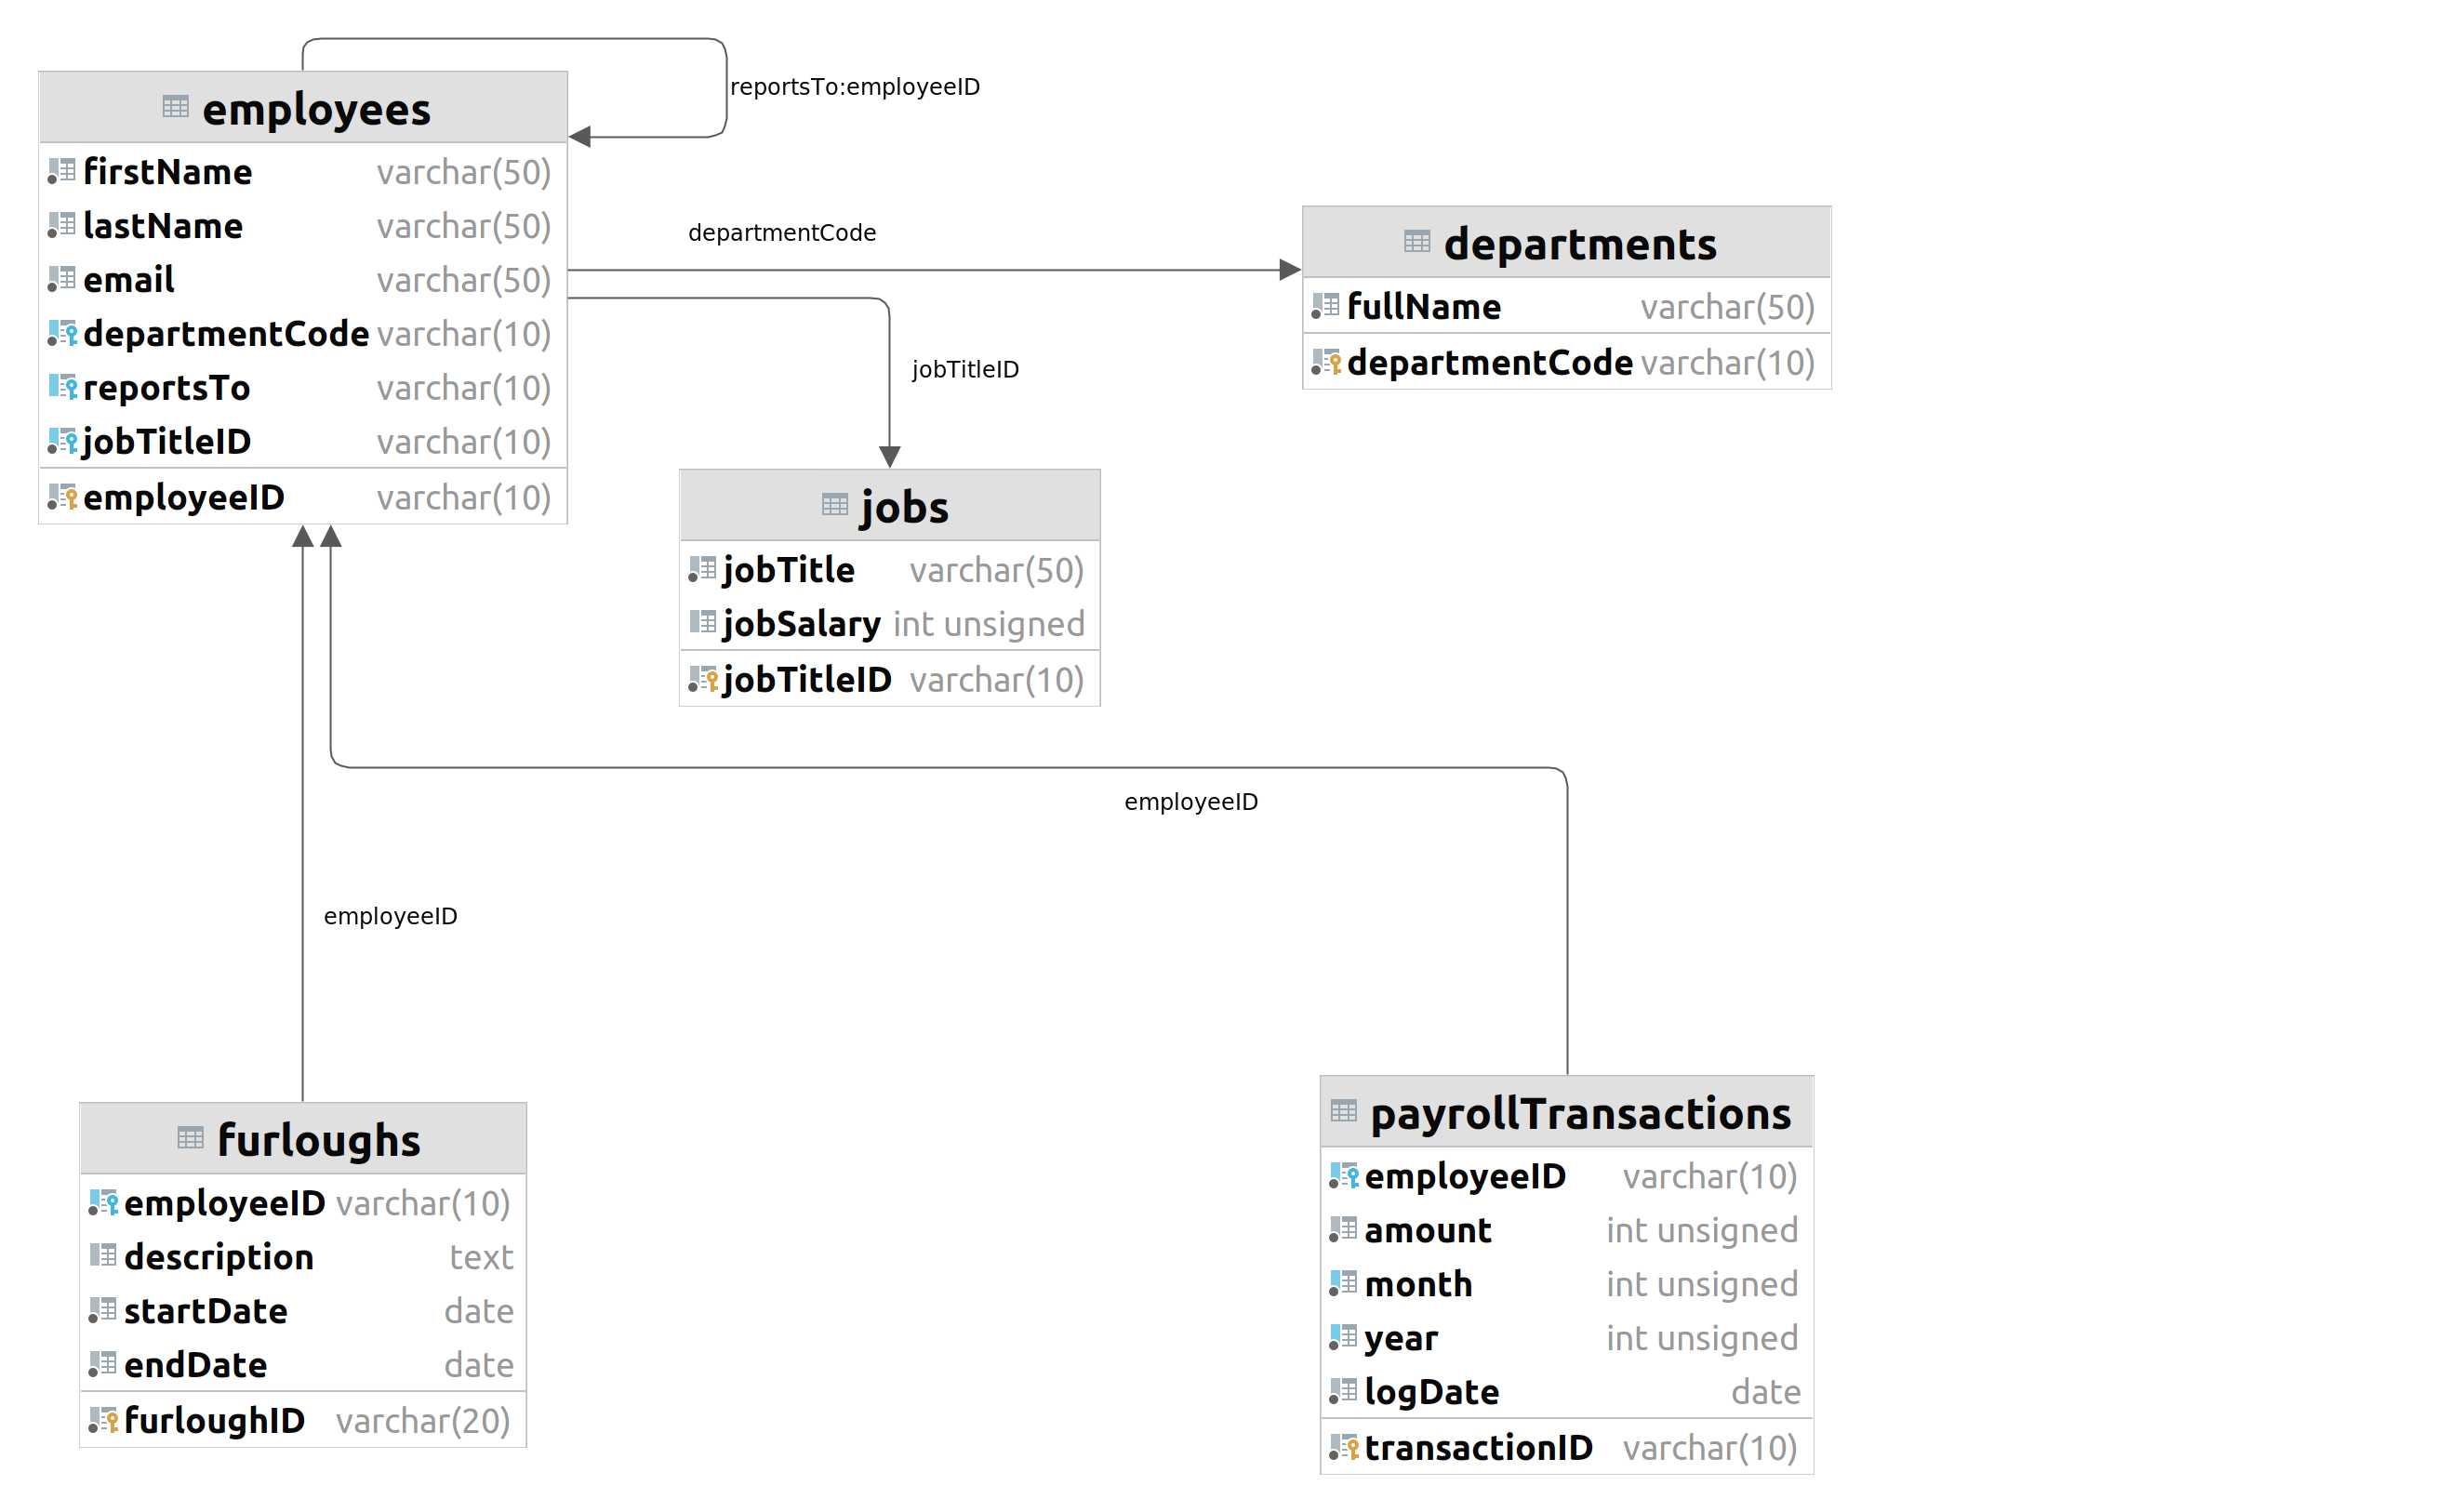 reportsTo:employeeID
employees
firstName varchar(50)
lastName varchar(50)
email varchar(50)
departmentCode varchar(10)
reportsTo varchar(10)
jobTitleID varchar(10)
employeeID varchar(10)
departmentCode
departments
fullName varchar(50)
departmentCode varchar(10)
jobTitleID
jobs
jobTitle varchar(50)
jobSalary int unsigned
jobTitleID varchar(10)
employeeID
employeeID
furloughs
employeeID varchar(10)
description text
startDate date
endDate date
furloughID varchar(20)
payrollTransactions
employeeID varchar(10)
amount int unsigned
month int unsigned
year int unsigned
logDate date
transactionID varchar(10)